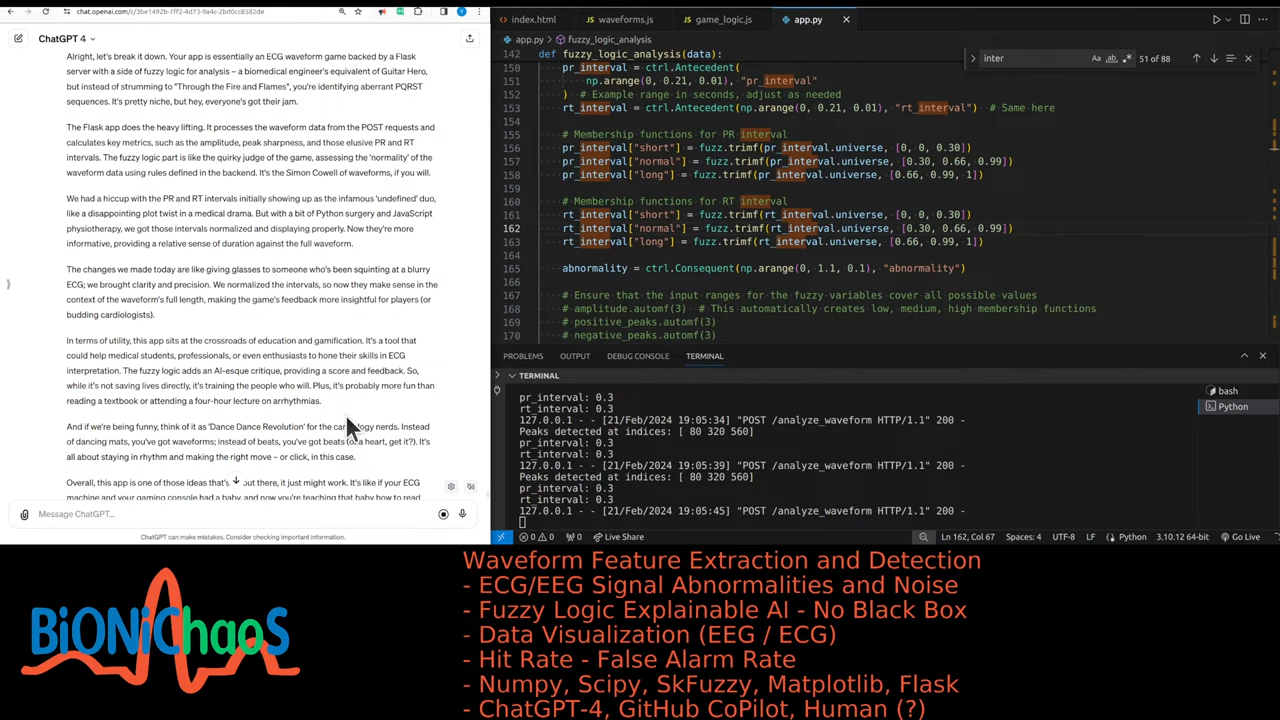 chat.openai.com/c/3be1492b-7ff2-4d73-9a4c-2bd0cc8582de
ChatGPT 4
Alright, let's break it down. Your app is essentially an ECG waveform game backed by a Flask
server with a side of fuzzy logic for analysis – a biomedical engineer's equivalent of Guitar Hero,
but instead of strumming to "Through the Fire and Flames", you're identifying aberrant PQRST
sequences. It's pretty niche, but hey, everyone's got their jam.
The Flask app does the heavy lifting. It processes the waveform data from the POST requests and
calculates key metrics, such as the amplitude, peak sharpness, and those elusive PR and RT
intervals. The fuzzy logic part is like the quirky judge of the game, assessing the 'normality' of the
waveform data using rules defined in the backend. It's the Simon Cowell of waveforms, if you will.
We had a hiccup with the PR and RT intervals initially showing up as the infamous 'undefined' duo,
like a disappointing plot twist in a medical drama. But with a bit of Python surgery and JavaScript
physiotherapy, we got those intervals normalized and displaying properly. Now they're more
informative, providing a relative sense of duration against the full waveform.
The changes we made today are like giving glasses to someone who's been squinting at a blurry
ECG; we brought clarity and precision. We normalized the intervals, so now they make sense in the
context of the waveform's full length, making the game's feedback more insightful for players (or
budding cardiologists).
In terms of utility, this app sits at the crossroads of education and gamification. It's a tool that
could help medical students, professionals, or even enthusiasts to hone their skills in ECG
interpretation. The fuzzy logic adds an AI-esque critique, providing a score and feedback. So,
while it's not saving lives directly, it's training the people who will. Plus, it's probably more fun than
reading a textbook or attending a four-hour lecture on arrhythmias.
And if we're being funny, think of it as 'Dance Dance Revolution' for the car logy nerds. Instead
of dancing mats, you've got waveforms; instead of beats, you've got beats (of a heart, get it?). It's
all about staying in rhythm and making the right move – or click, in this case.
Overall, this app is one of those ideas that's out there, it just might work. It's like if your ECG
machine and your gaming console had a baby, and now you're teaching that baby how to read
Message ChatGPT...
ChatGPT can make mistakes. Consider checking important information.
index.html
waveforms.js
game_logic.js
app.py
app.py > fuzzy_logic_analysis
inter
51 of 88
142 def fuzzy_logic_analysis(data):
150 pr_interval = ctrl.Antecedent(
151 np.arange(0, 0.21, 0.01), "pr_interval"
152 ) # Example range in seconds, adjust as needed
153 rt_interval = ctrl.Antecedent(np.arange(0, 0.21, 0.01), "rt_interval") # Same here
154
155 # Membership functions for PR interval
156 pr_interval["short"] = fuzz.trimf(pr_interval.universe, [0, 0, 0.30])
157 pr_interval["normal"] = fuzz.trimf(pr_interval.universe, [0.30, 0.66, 0.99])
158 pr_interval["long"] = fuzz.trimf(pr_interval.universe, [0.66, 0.99, 1])
159
160 # Membership functions for RT interval
161 rt_interval["short"] = fuzz.trimf(rt_interval.universe, [0, 0, 0.30])
162 rt_interval["normal"] = fuzz.trimf(rt_interval.universe, [0.30, 0.66, 0.99])
163 rt_interval["long"] = fuzz.trimf(rt_interval.universe, [0.66, 0.99, 1])
164
165 abnormality = ctrl.Consequent(np.arange(0, 1.1, 0.1), "abnormality")
166
167 # Ensure that the input ranges for the fuzzy variables cover all possible values
168 # amplitude.automf(3) # This automatically creates low, medium, high membership functions
169 # positive_peaks.automf(3)
170 # negative_peaks.automf(3)
PROBLEMS OUTPUT DEBUG CONSOLE TERMINAL
TERMINAL
pr_interval: 0.3
rt_interval: 0.3
127.0.0.1 - - [21/Feb/2024 19:05:34] "POST /analyze_waveform HTTP/1.1" 200 -
Peaks detected at indices: [ 80 320 560]
pr_interval: 0.3
rt_interval: 0.3
127.0.0.1 - - [21/Feb/2024 19:05:39] "POST /analyze_waveform HTTP/1.1" 200 -
Peaks detected at indices: [ 80 320 560]
pr_interval: 0.3
rt_interval: 0.3
127.0.0.1 - - [21/Feb/2024 19:05:45] "POST /analyze_waveform HTTP/1.1" 200 -
bash
Python
0 0 0 Live Share
Ln 162, Col 67 Spaces: 4 UTF-8 LF Python 3.10.12 64-bit Go Live
BiONiChaoS
Waveform Feature Extraction and Detection
- ECG/EEG Signal Abnormalities and Noise
- Fuzzy Logic Explainable AI - No Black Box
- Data Visualization (EEG / ECG)
- Hit Rate - False Alarm Rate
- Numpy, Scipy, SkFuzzy, Matplotlib, Flask
- ChatGPT-4, GitHub CoPilot, Human (?)